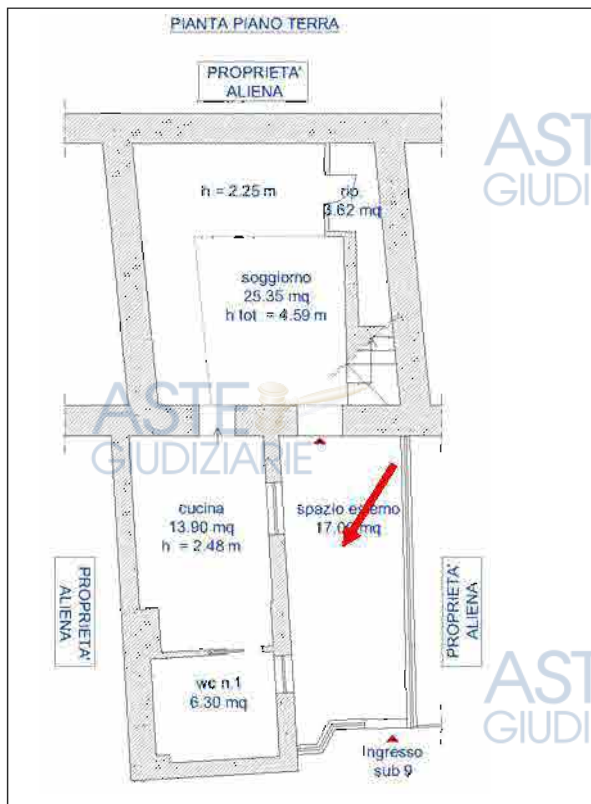 PIANTA PIANO TERRA
PROPRIETA'
ALIENA
ASTE
GIUDIZIARIE
h = 2.25 m
rip.
3.62 mq
soggiorno
25.35 mq
h tot = 4.59 m
ASTE
GIUDIZIARIE®
cucina
13.90 mq
h = 2.48 m
spazio esterno
17.00 mq
PROPRIETA'
ALIENA
PROPRIETA'
ALIENA
wc n.1
6.30 mq
ASTE
GIUDIZIARIE
Ingresso
sub 9